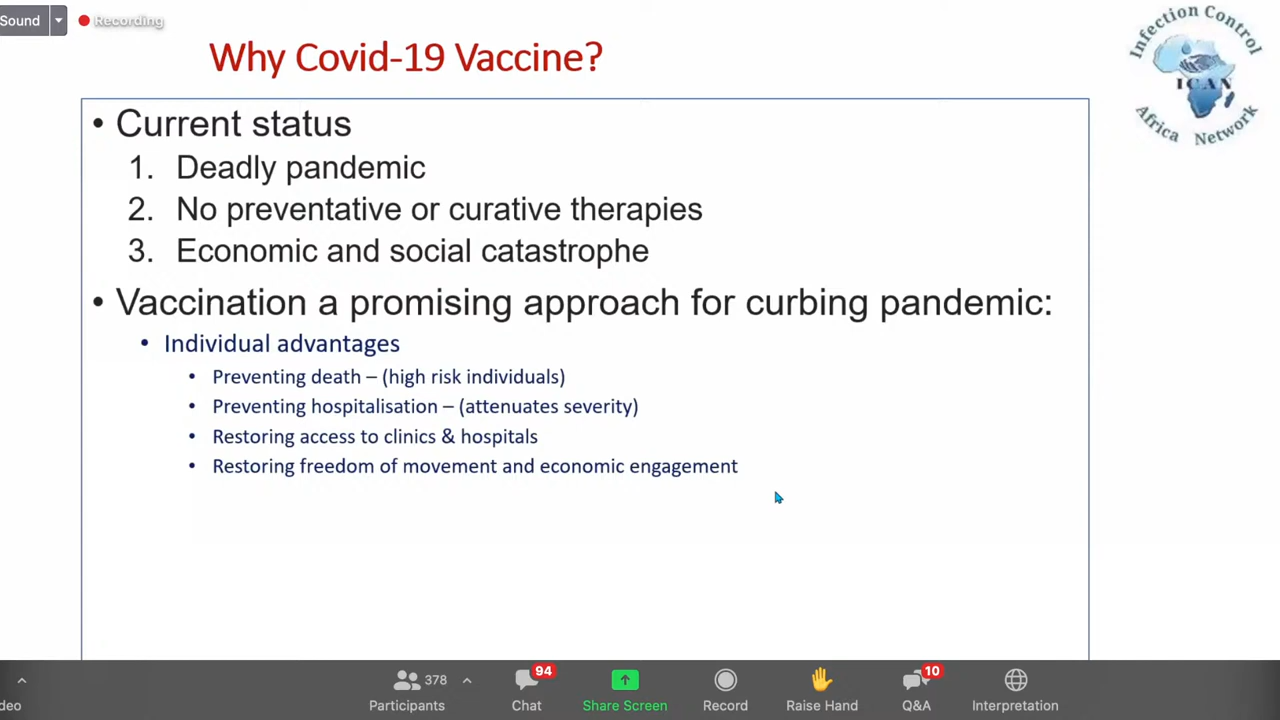 Sound
Recording
Why Covid-19 Vaccine?
Infection Control
ICAN
Africa Network
• Current status
1. Deadly pandemic
2. No preventative or curative therapies
3. Economic and social catastrophe
• Vaccination a promising approach for curbing pandemic:
• Individual advantages
• Preventing death – (high risk individuals)
• Preventing hospitalisation – (attenuates severity)
• Restoring access to clinics & hospitals
• Restoring freedom of movement and economic engagement
378
94
10
deo
Participants
Chat
Share Screen
Record
Raise Hand
Q&A
Interpretation